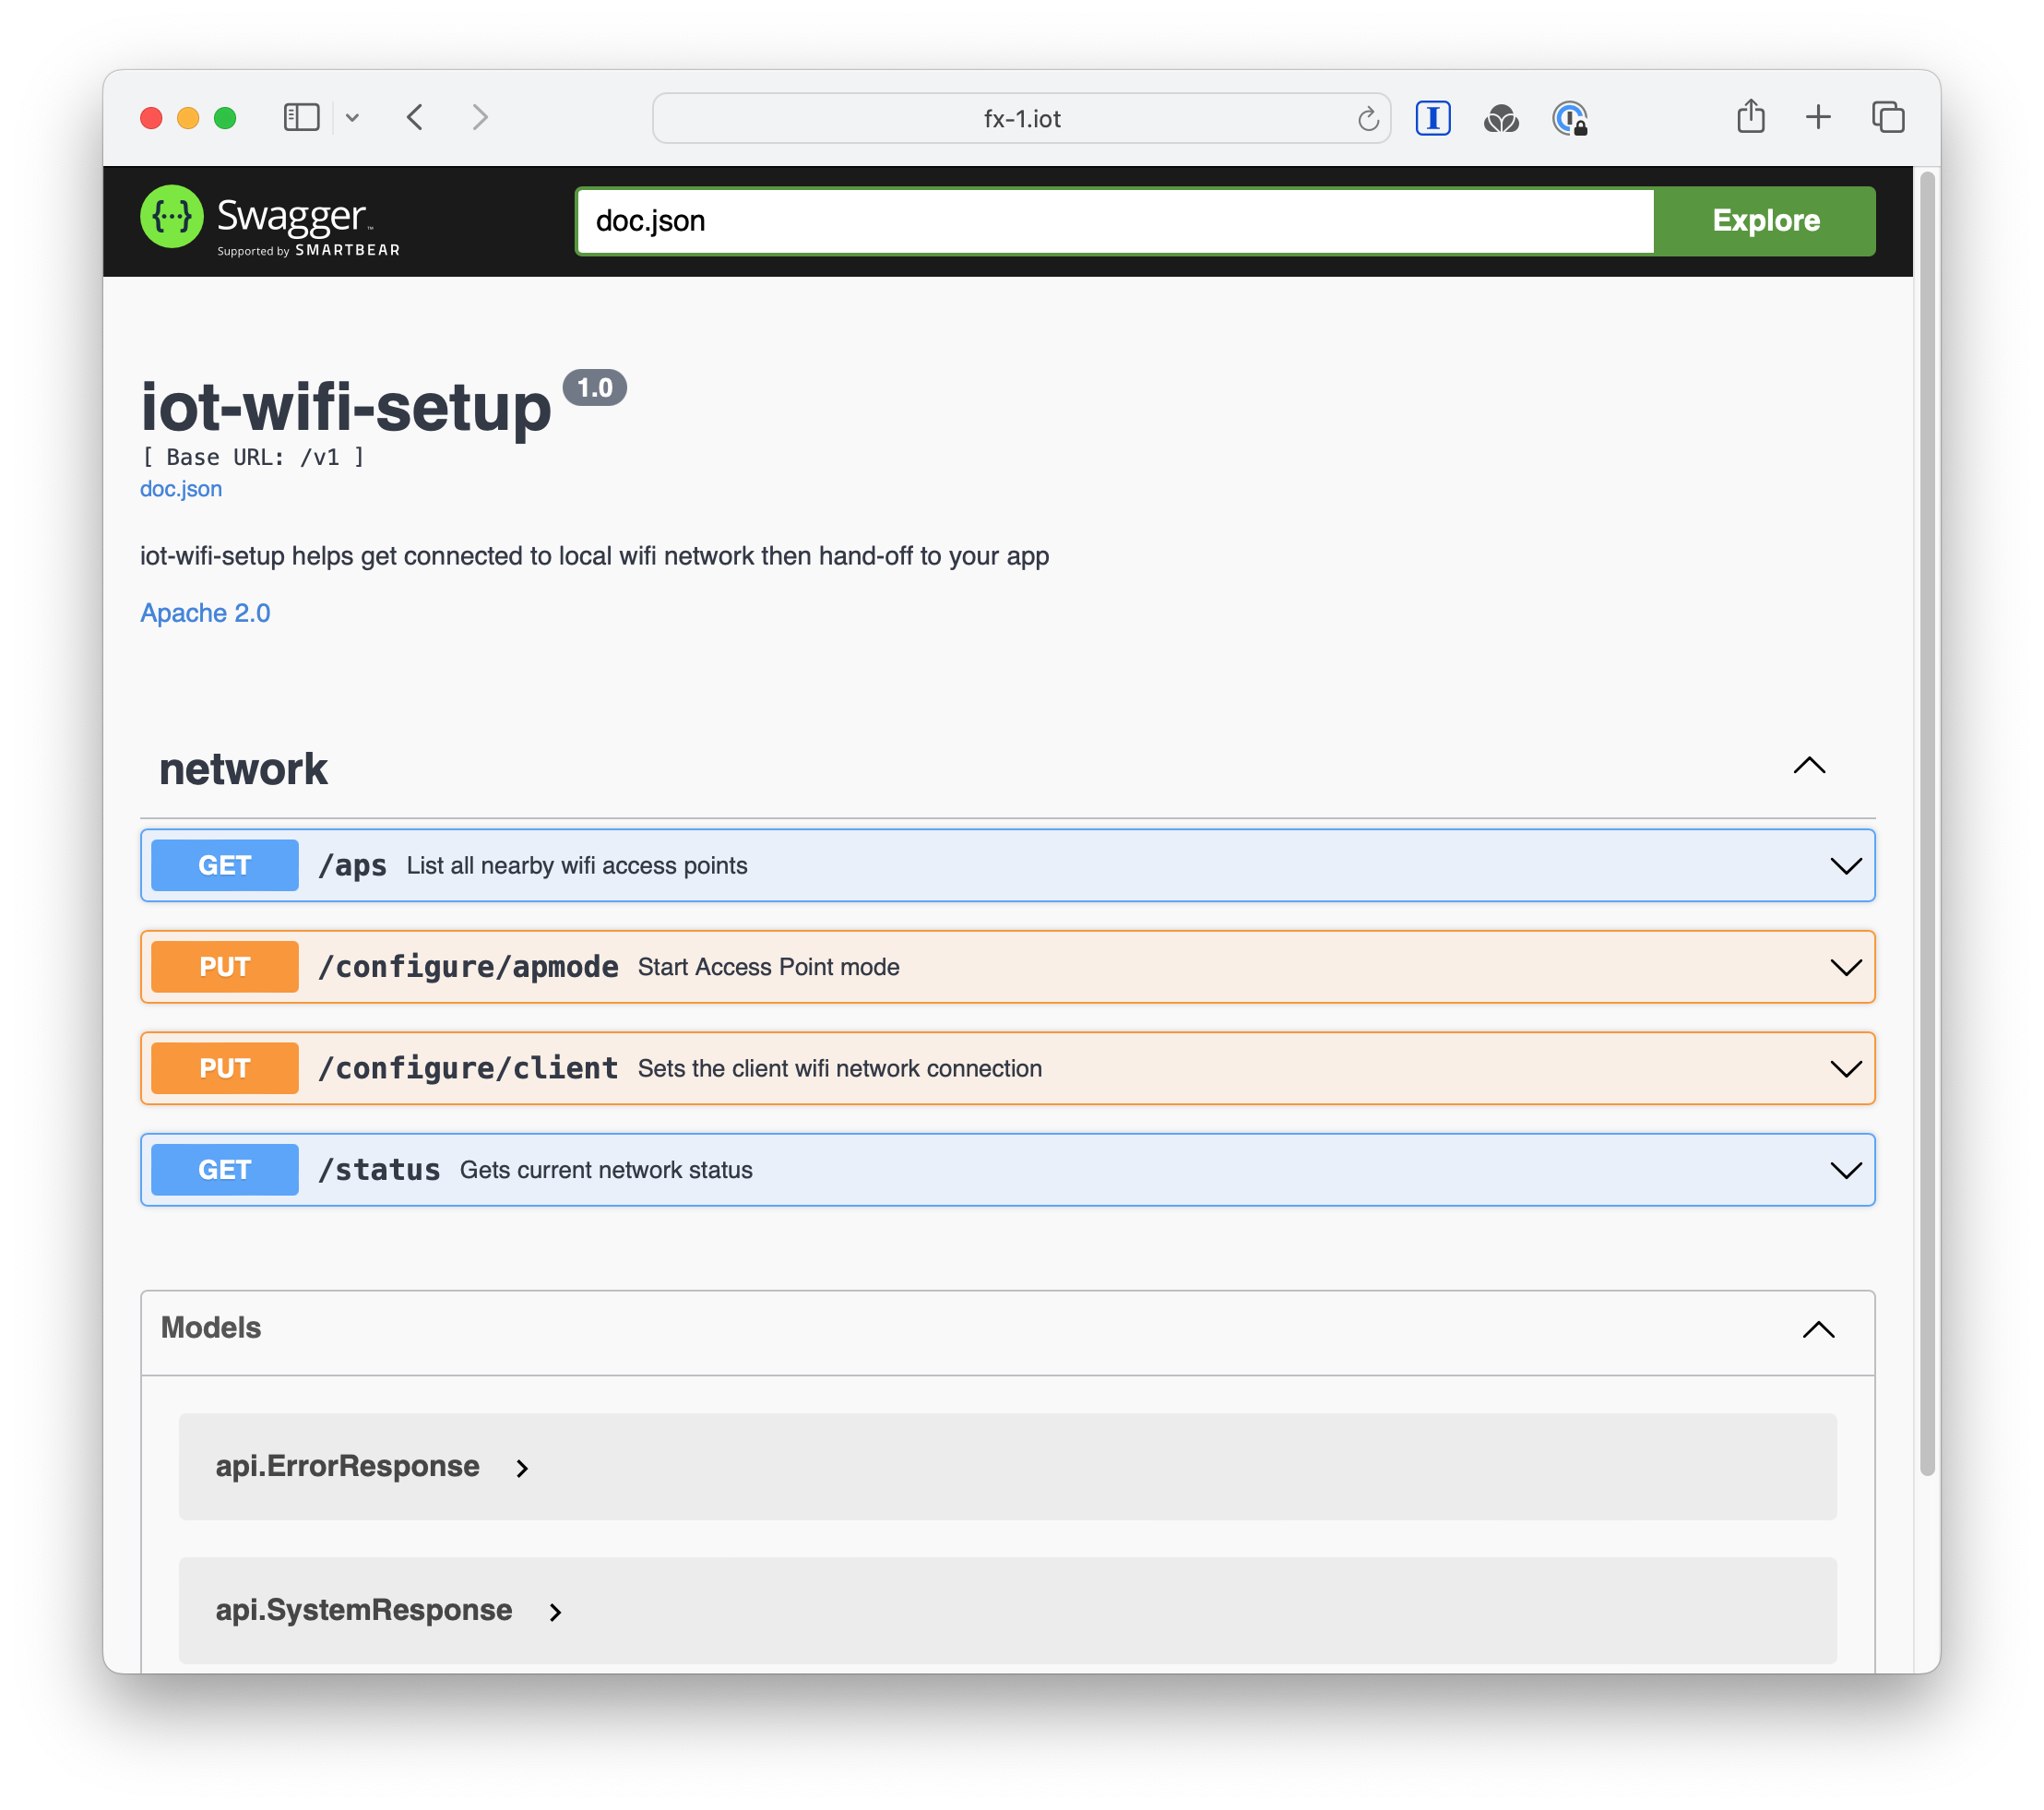 fx-1.iot
Swagger™
Supported by SMARTBEAR
doc.json
Explore
iot-wifi-setup 1.0
[ Base URL: /v1 ]
doc.json
iot-wifi-setup helps get connected to local wifi network then hand-off to your app
Apache 2.0
network
GET /aps List all nearby wifi access points
PUT /configure/apmode Start Access Point mode
PUT /configure/client Sets the client wifi network connection
GET /status Gets current network status
Models
api.ErrorResponse
api.SystemResponse